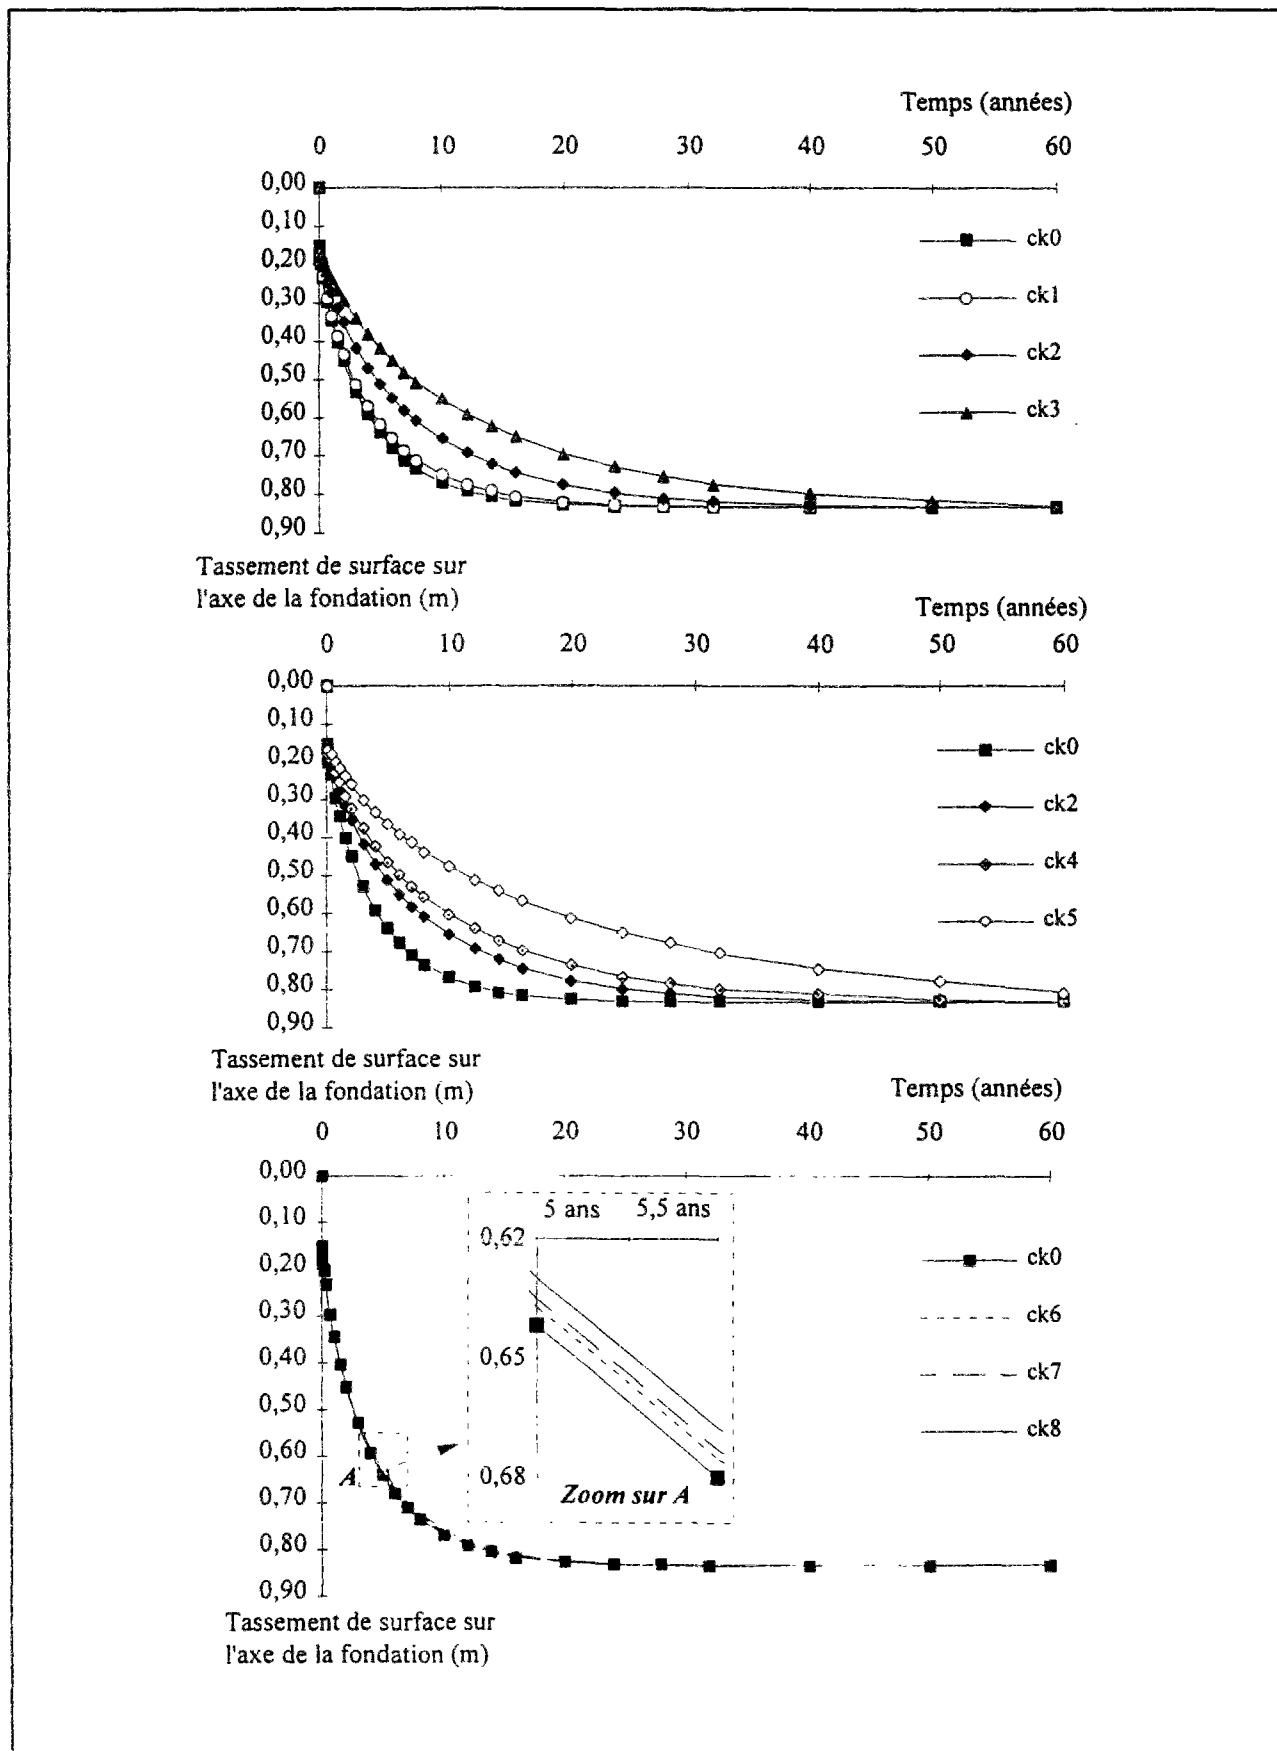 Temps (années)
0 10 20 30 40 50 60
0,00
0,10
0,20
0,30
0,40
0,50
0,60
0,70
0,80
0,90
ck0
ck1
ck2
ck3
Tassement de surface sur
l'axe de la fondation (m)
Temps (années)
0 10 20 30 40 50 60
0,00
0,10
0,20
0,30
0,40
0,50
0,60
0,70
0,80
0,90
ck0
ck2
ck4
ck5
Tassement de surface sur
l'axe de la fondation (m)
Temps (années)
0 10 20 30 40 50 60
0,00
0,10
0,20
0,30
0,40
0,50
0,60
0,70
0,80
0,90
A
5 ans 5,5 ans
0,62
0,65
0,68
Zoom sur A
ck0
ck6
ck7
ck8
Tassement de surface sur
l'axe de la fondation (m)